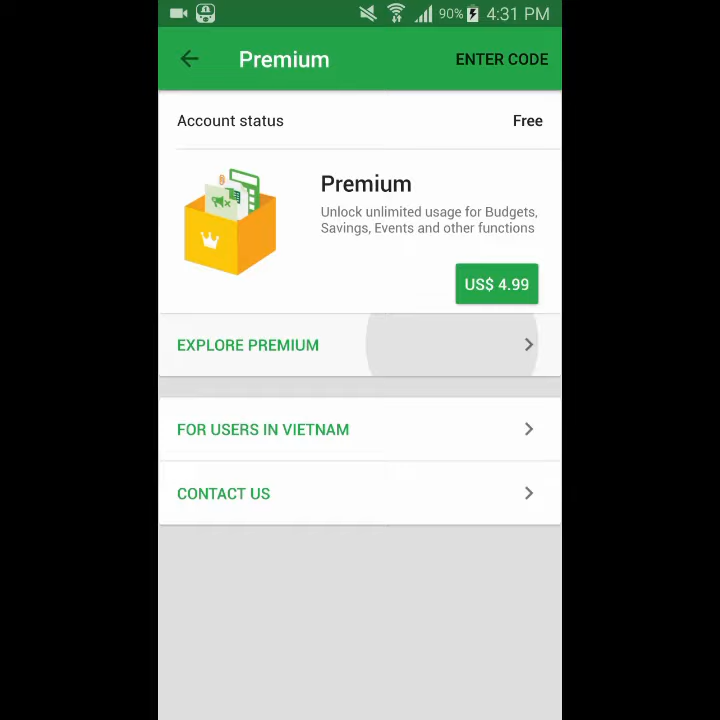 90% 4:31 PM
Premium
ENTER CODE
Account status
Free
Premium
Unlock unlimited usage for Budgets,
Savings, Events and other functions
US$ 4.99
EXPLORE PREMIUM
FOR USERS IN VIETNAM
CONTACT US